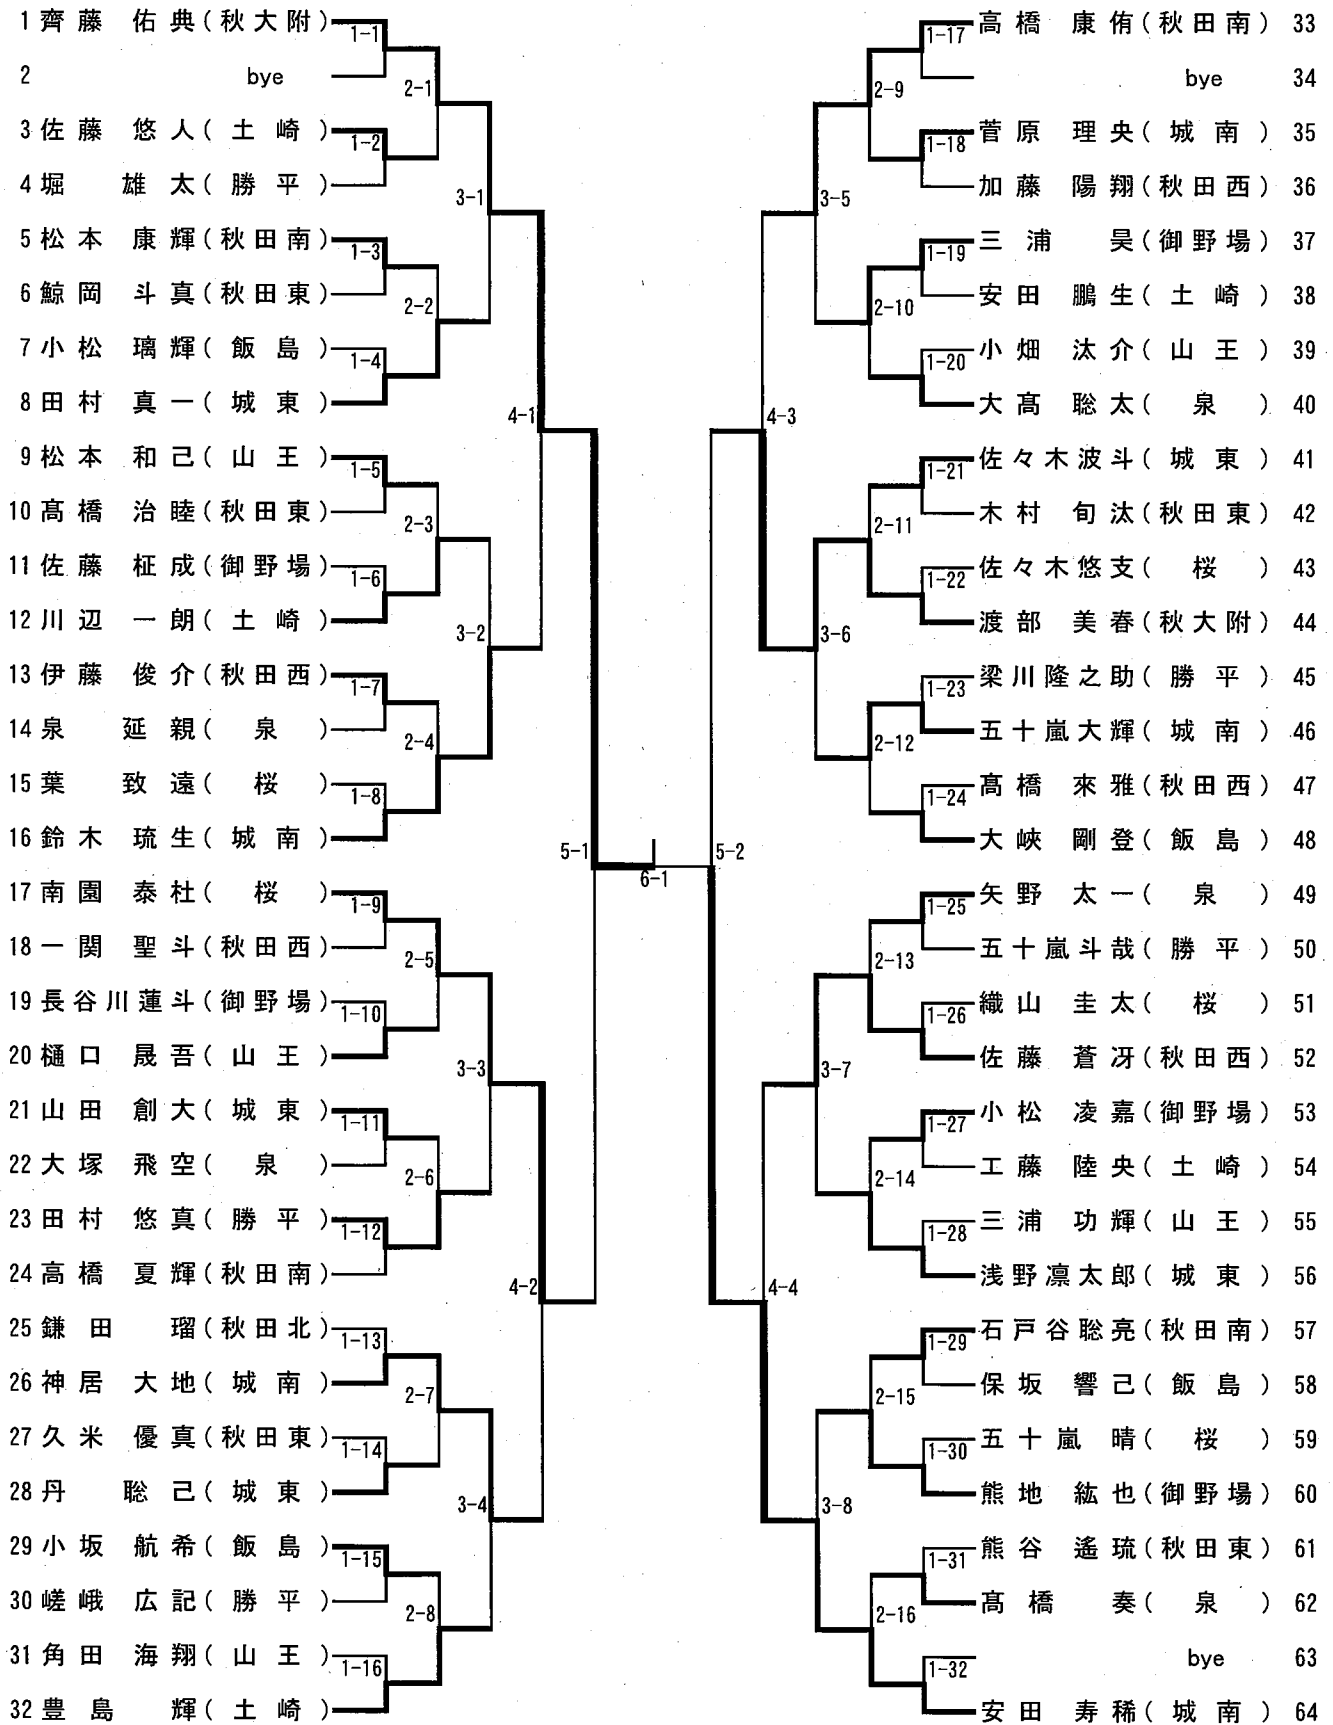 1 齊藤 佑典(秋大附)
2 bye
3 佐藤 悠人(土崎)
4 堀 雄太(勝平)
5 松本 康輝(秋田南)
6 鯨岡 斗真(秋田東)
7 小松 璃輝(飯島)
8 田村 真一(城東)
9 松本 和己(山王)
10 髙橋 治睦(秋田東)
11 佐藤 柾成(御野場)
12 川辺 一朗(土崎)
13 伊藤 俊介(秋田西)
14 泉 延親(泉)
15 葉 致遠(桜)
16 鈴木 琉生(城南)
17 南園 泰杜(桜)
18 一関 聖斗(秋田西)
19 長谷川蓮斗(御野場)
20 樋口 晟吾(山王)
21 山田 創大(城東)
22 大塚 飛空(泉)
23 田村 悠真(勝平)
24 高橋 夏輝(秋田南)
25 鎌田 瑠(秋田北)
26 神居 大地(城南)
27 久米 優真(秋田東)
28 丹 聡己(城東)
29 小坂 航希(飯島)
30 嵯峨 広記(勝平)
31 角田 海翔(山王)
32 豊島 輝(土崎)
1-1
1-2
1-3
1-4
1-5
1-6
1-7
1-8
1-9
1-10
1-11
1-12
1-13
1-14
1-15
1-16
2-1
2-2
2-3
2-4
2-5
2-6
2-7
2-8
3-1
3-2
3-3
3-4
4-1
4-2
5-1
6-1
5-2
4-3
4-4
3-5
3-6
3-7
3-8
2-9
2-10
2-11
2-12
2-13
2-14
2-15
2-16
1-17
1-18
1-19
1-20
1-21
1-22
1-23
1-24
1-25
1-26
1-27
1-28
1-29
1-30
1-31
1-32
高橋 康侑(秋田南) 33
bye 34
菅原 理央(城南) 35
加藤 陽翔(秋田西) 36
三浦 昊(御野場) 37
安田 鵬生(土崎) 38
小畑 汰介(山王) 39
大髙 聡太(泉) 40
佐々木波斗(城東) 41
木村 旬汰(秋田東) 42
佐々木悠支(桜) 43
渡部 美春(秋大附) 44
梁川隆之助(勝平) 45
五十嵐大輝(城南) 46
髙橋 來雅(秋田西) 47
大峽 剛登(飯島) 48
矢野 太一(泉) 49
五十嵐斗哉(勝平) 50
織山 圭太(桜) 51
佐藤 蒼冴(秋田西) 52
小松 凌嘉(御野場) 53
工藤 陸央(土崎) 54
三浦 功輝(山王) 55
浅野凛太郎(城東) 56
石戸谷聡亮(秋田南) 57
保坂 響己(飯島) 58
五十嵐 晴(桜) 59
熊地 紘也(御野場) 60
熊谷 遙琉(秋田東) 61
髙橋 奏(泉) 62
bye 63
安田 寿稀(城南) 64